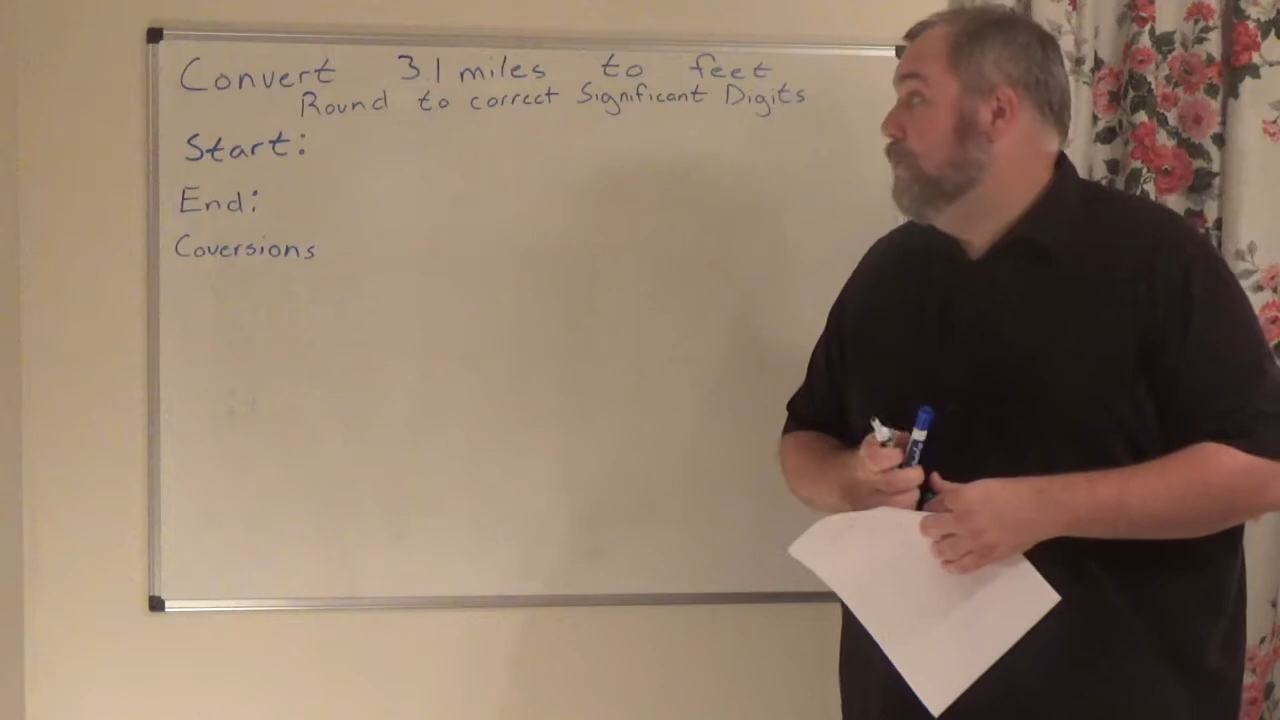 Convert 31 miles to feet
Round to correct Significant Digits
Start:
End:
Coversions